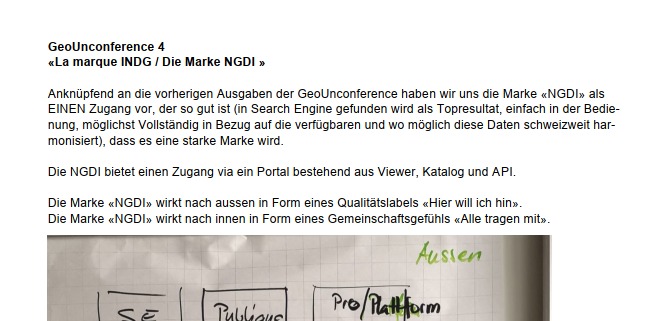 GeoUnconference 4
«La marque INDG / Die Marke NGDI »
Anknüpfend an die vorherigen Ausgaben der GeoUnconference haben wir uns die Marke «NGDI» als
EINEN Zugang vor, der so gut ist (in Search Engine gefunden wird als Topresultat, einfach in der Bedie-
nung, möglichst Vollständig in Bezug auf die verfügbaren und wo möglich diese Daten schweizweit har-
monisiert), dass es eine starke Marke wird.
Die NGDI bietet einen Zugang via ein Portal bestehend aus Viewer, Katalog und API.
Die Marke «NGDI» wirkt nach aussen in Form eines Qualitätslabels «Hier will ich hin».
Die Marke «NGDI» wirkt nach innen in Form eines Gemeinschaftsgefühls «Alle tragen mit».
Aussen
SE Publious Pro/Plattform